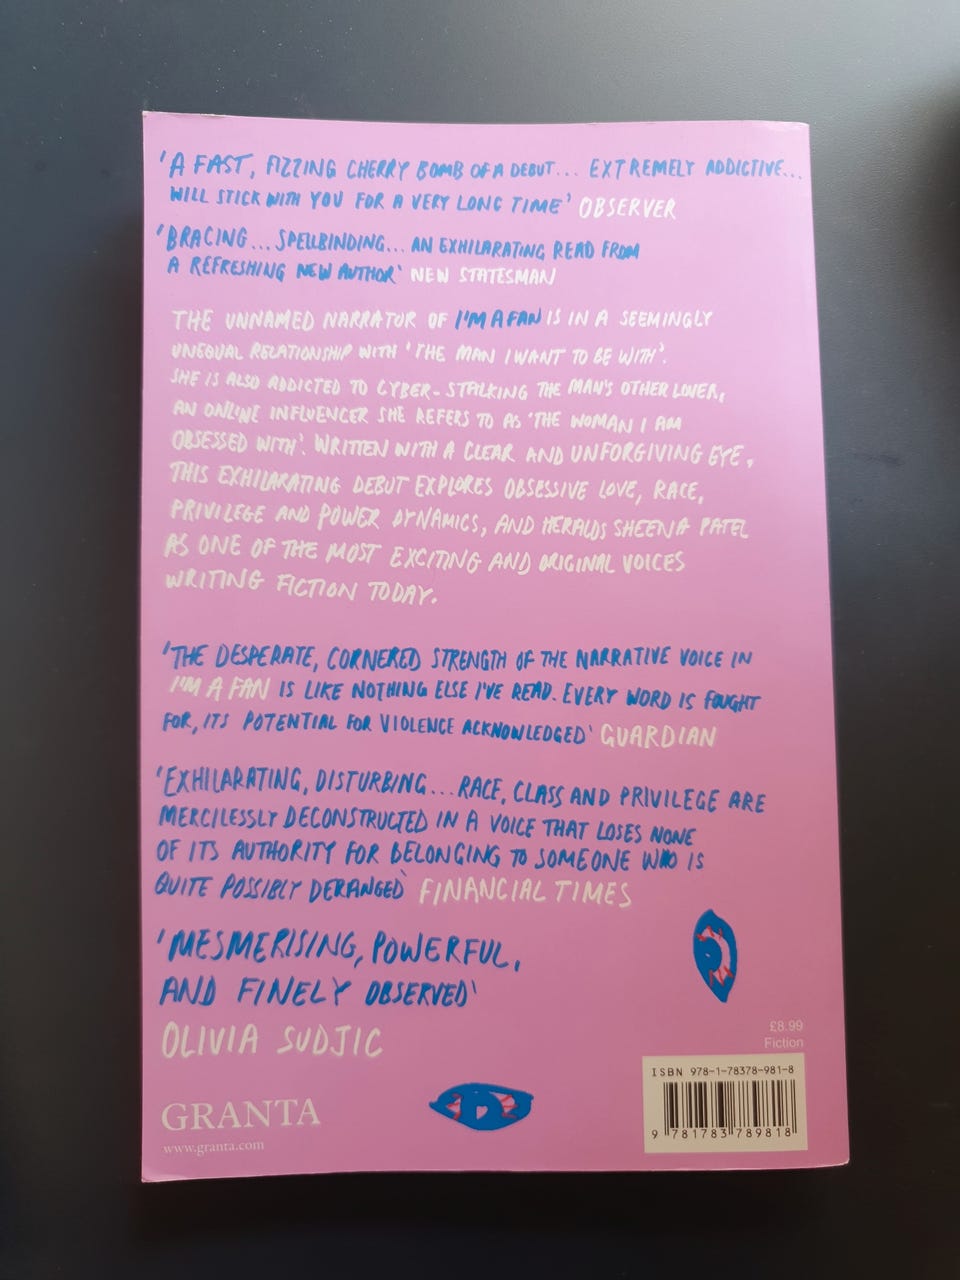 'A FAST, FIZZING CHERRY BOMB OF A DEBUT... EXTREMELY ADDICTIVE...
WILL STICK WITH YOU FOR A VERY LONG TIME' OBSERVER
'BRACING... SPELLBINDING... AN EXHILARATING READ FROM
A REFRESHING NEW AUTHOR' NEW STATESMAN
THE UNNAMED NARRATOR OF I'M A FAN IS IN A SEEMINGLY
UNEQUAL RELATIONSHIP WITH 'THE MAN I WANT TO BE WITH'.
SHE IS ALSO ADDICTED TO CYBER-STALKING THE MAN'S OTHER LOVER,
AN ONLINE INFLUENCER SHE REFERS TO AS 'THE WOMAN I AM
OBSESSED WITH'. WRITTEN WITH A CLEAR AND UNFORGIVING EYE,
THIS EXHILARATING DEBUT EXPLORES OBSESSIVE LOVE, RACE,
PRIVILEGE AND POWER DYNAMICS, AND HERALDS SHEENA PATEL
AS ONE OF THE MOST EXCITING AND ORIGINAL VOICES
WRITING FICTION TODAY.
'THE DESPERATE, CORNERED STRENGTH OF THE NARRATIVE VOICE IN
I'M A FAN IS LIKE NOTHING ELSE I'VE READ. EVERY WORD IS FOUGHT
FOR, ITS POTENTIAL FOR VIOLENCE ACKNOWLEDGED' GUARDIAN
'EXHILARATING, DISTURBING... RACE, CLASS AND PRIVILEGE ARE
MERCILESSLY DECONSTRUCTED IN A VOICE THAT LOSES NONE
OF ITS AUTHORITY FOR BELONGING TO SOMEONE WHO IS
QUITE POSSIBLY DERANGED' FINANCIAL TIMES
'MESMERISING, POWERFUL,
AND FINELY OBSERVED'
OLIVIA SUDJIC
£8.99
Fiction
ISBN 978-1-78378-981-8
9 781783 789818
GRANTA
www.granta.com